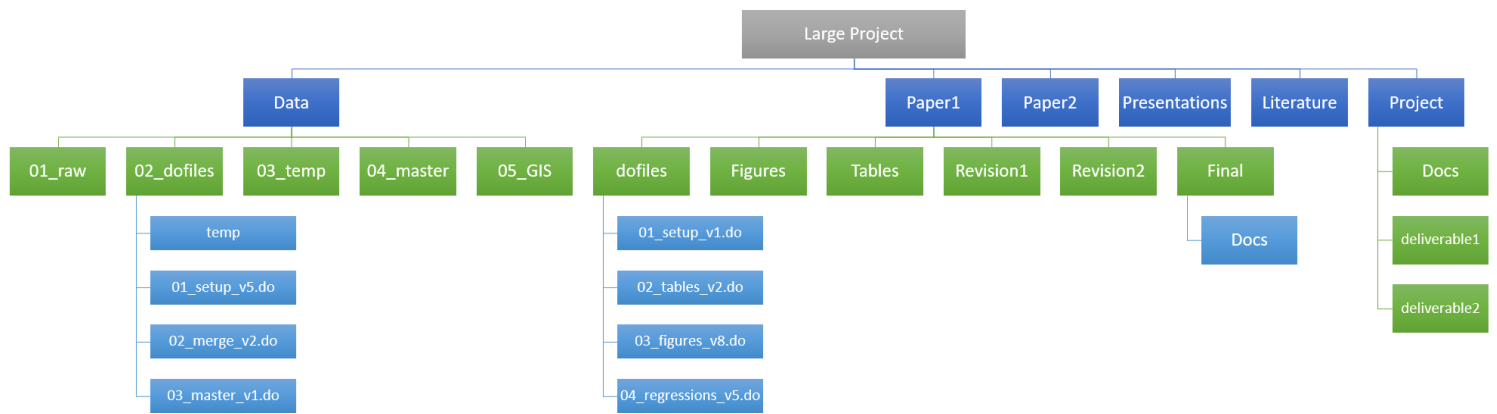 Large Project
Data
Paper1
Paper2
Presentations
Literature
Project
01_raw
02_dofiles
03_temp
04_master
05_GIS
dofiles
Figures
Tables
Revision1
Revision2
Final
Docs
temp
01_setup_v1.do
Docs
deliverable1
01_setup_v5.do
02_tables_v2.do
deliverable2
02_merge_v2.do
03_figures_v8.do
03_master_v1.do
04_regressions_v5.do